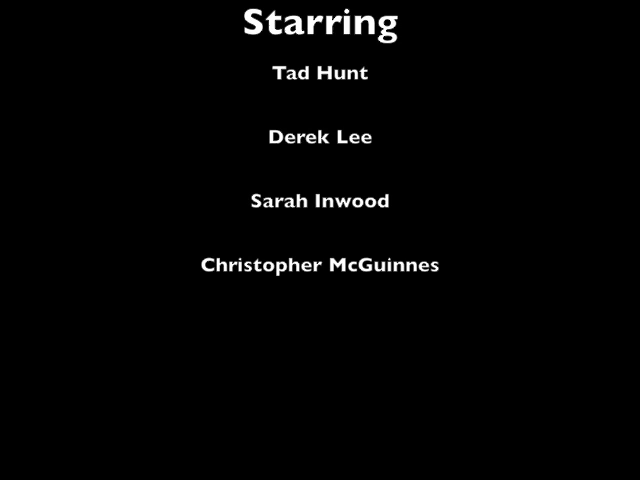 Starring
Tad Hunt
Derek Lee
Sarah Inwood
Christopher McGuinnes